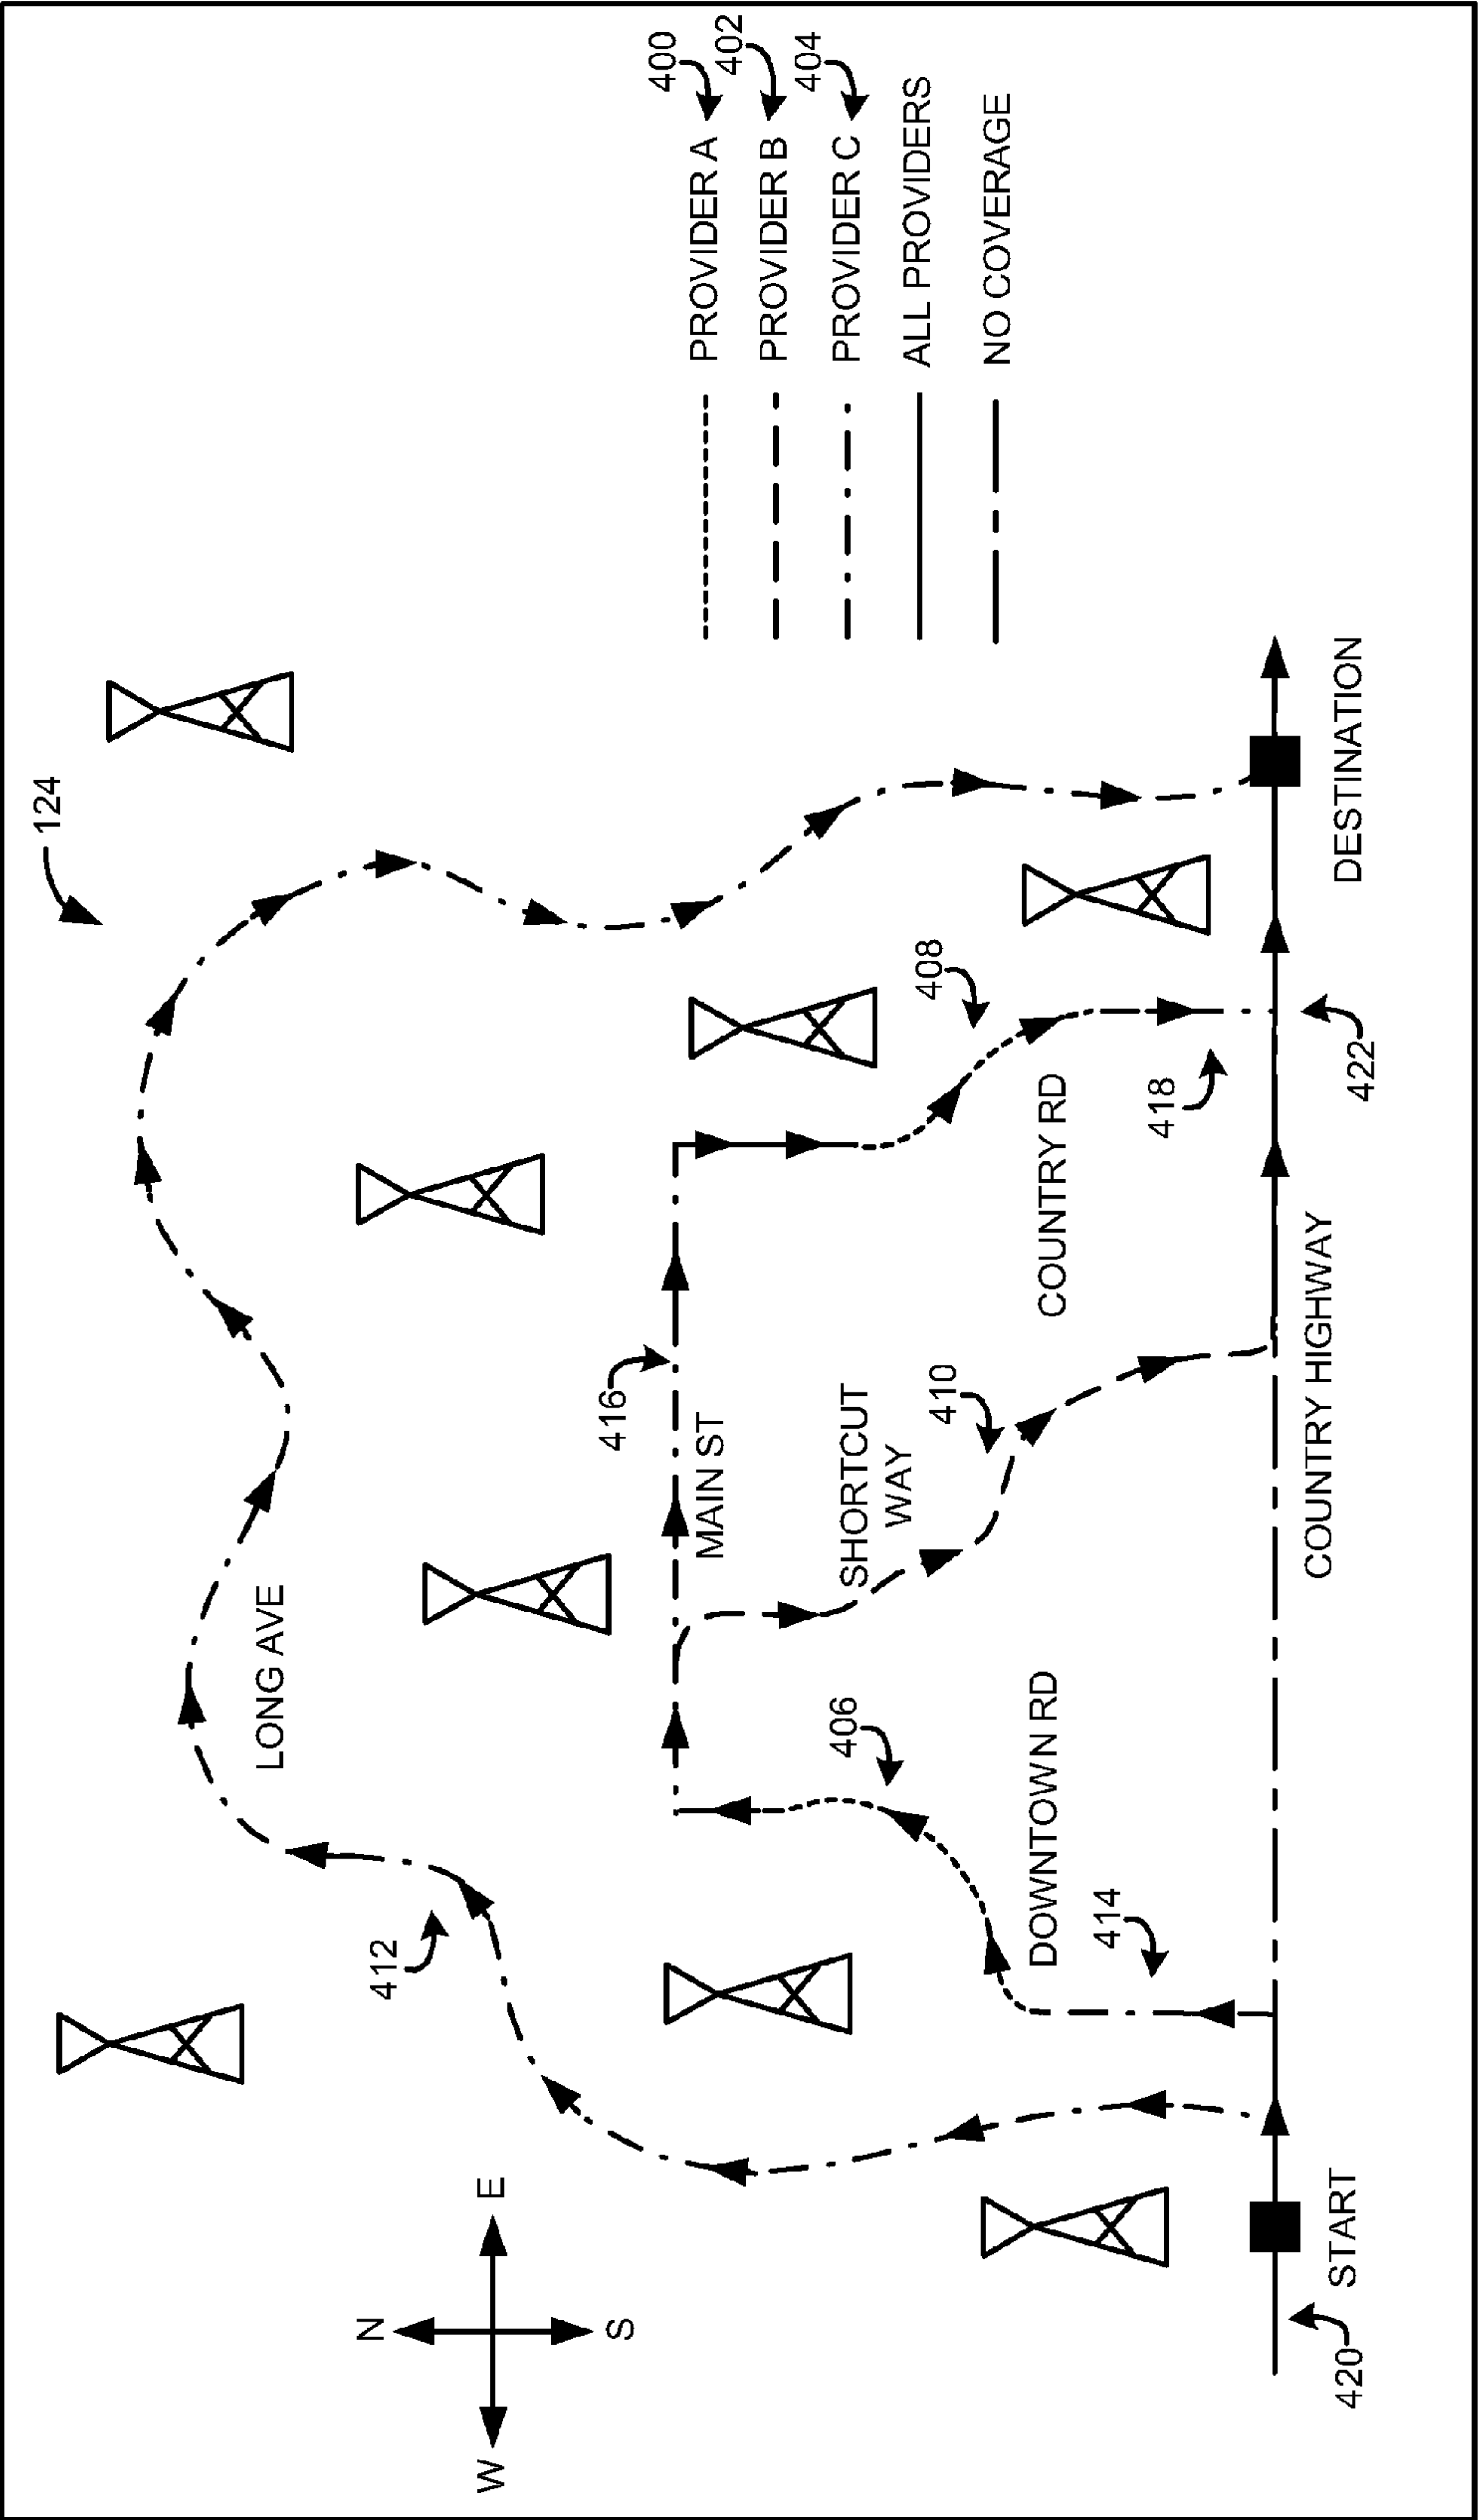 124
LONG AVE
412
N
W
E
S
416
MAIN ST
SHORTCUT
WAY
410
406
DOWNTOWN RD
414
COUNTRY RD
408
418
422
COUNTRY HIGHWAY
START
420
DESTINATION
PROVIDER A
400
PROVIDER B
402
PROVIDER C
404
ALL PROVIDERS
NO COVERAGE